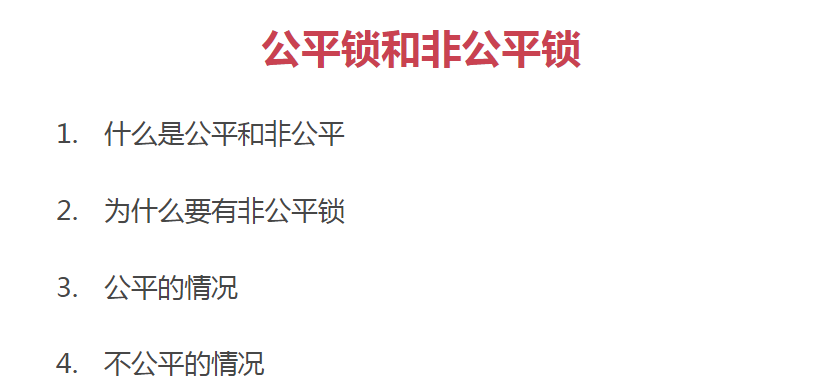 公平锁和非公平锁
1. 什么是公平和非公平
2. 为什么要有非公平锁
3. 公平的情况
4. 不公平的情况